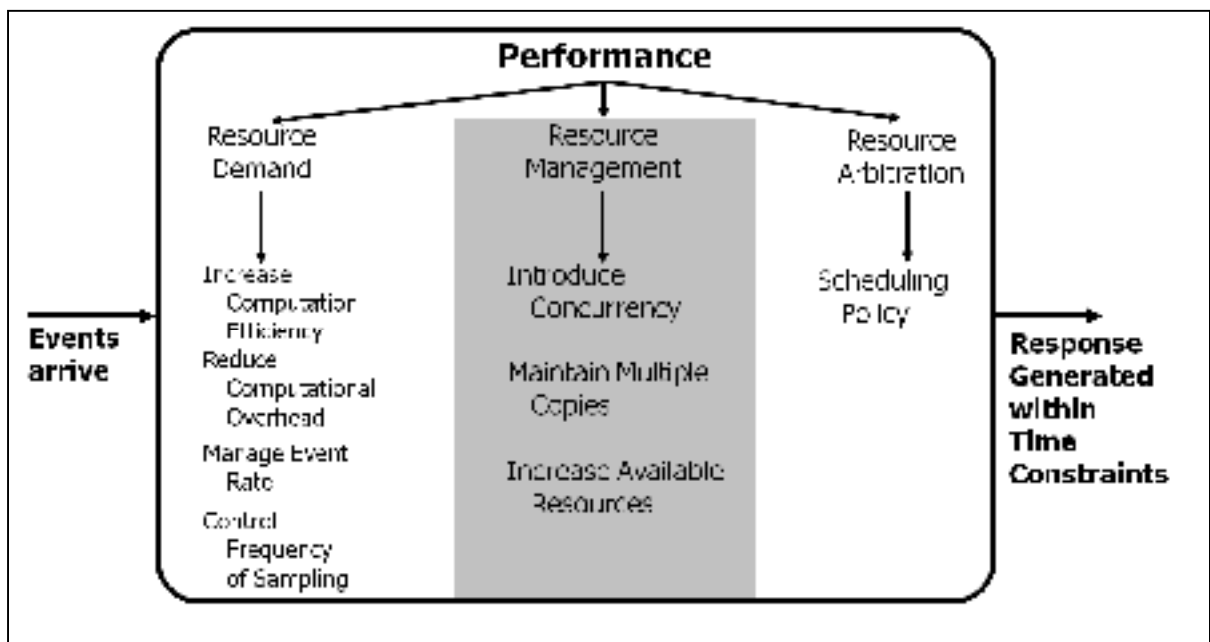 Performance
Resource
Demand
Increase
Computation
Efficiency
Reduce
Computational
Overhead
Manage Event
Rate
Control
Frequency
of Sampling
Resource
Management
Introduce
Concurrency
Maintain Multiple
Copies
Increase Available
Resources
Resource
Arbitration
Scheduling
Policy
Events
arrive
Response
Generated
within
Time
Constraints